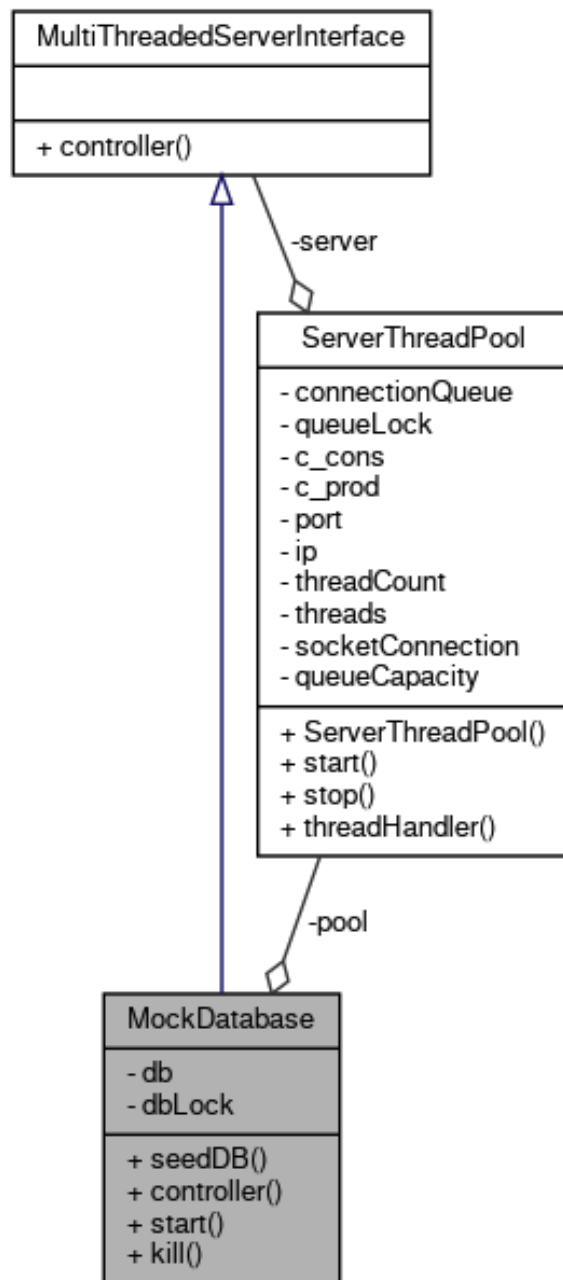 MultiThreadedServerInterface
+ controller()
-server
ServerThreadPool
- connectionQueue
- queueLock
- c_cons
- c_prod
- port
- ip
- threadCount
- threads
- socketConnection
- queueCapacity
+ ServerThreadPool()
+ start()
+ stop()
+ threadHandler()
-pool
MockDatabase
- db
- dbLock
+ seedDB()
+ controller()
+ start()
+ kill()